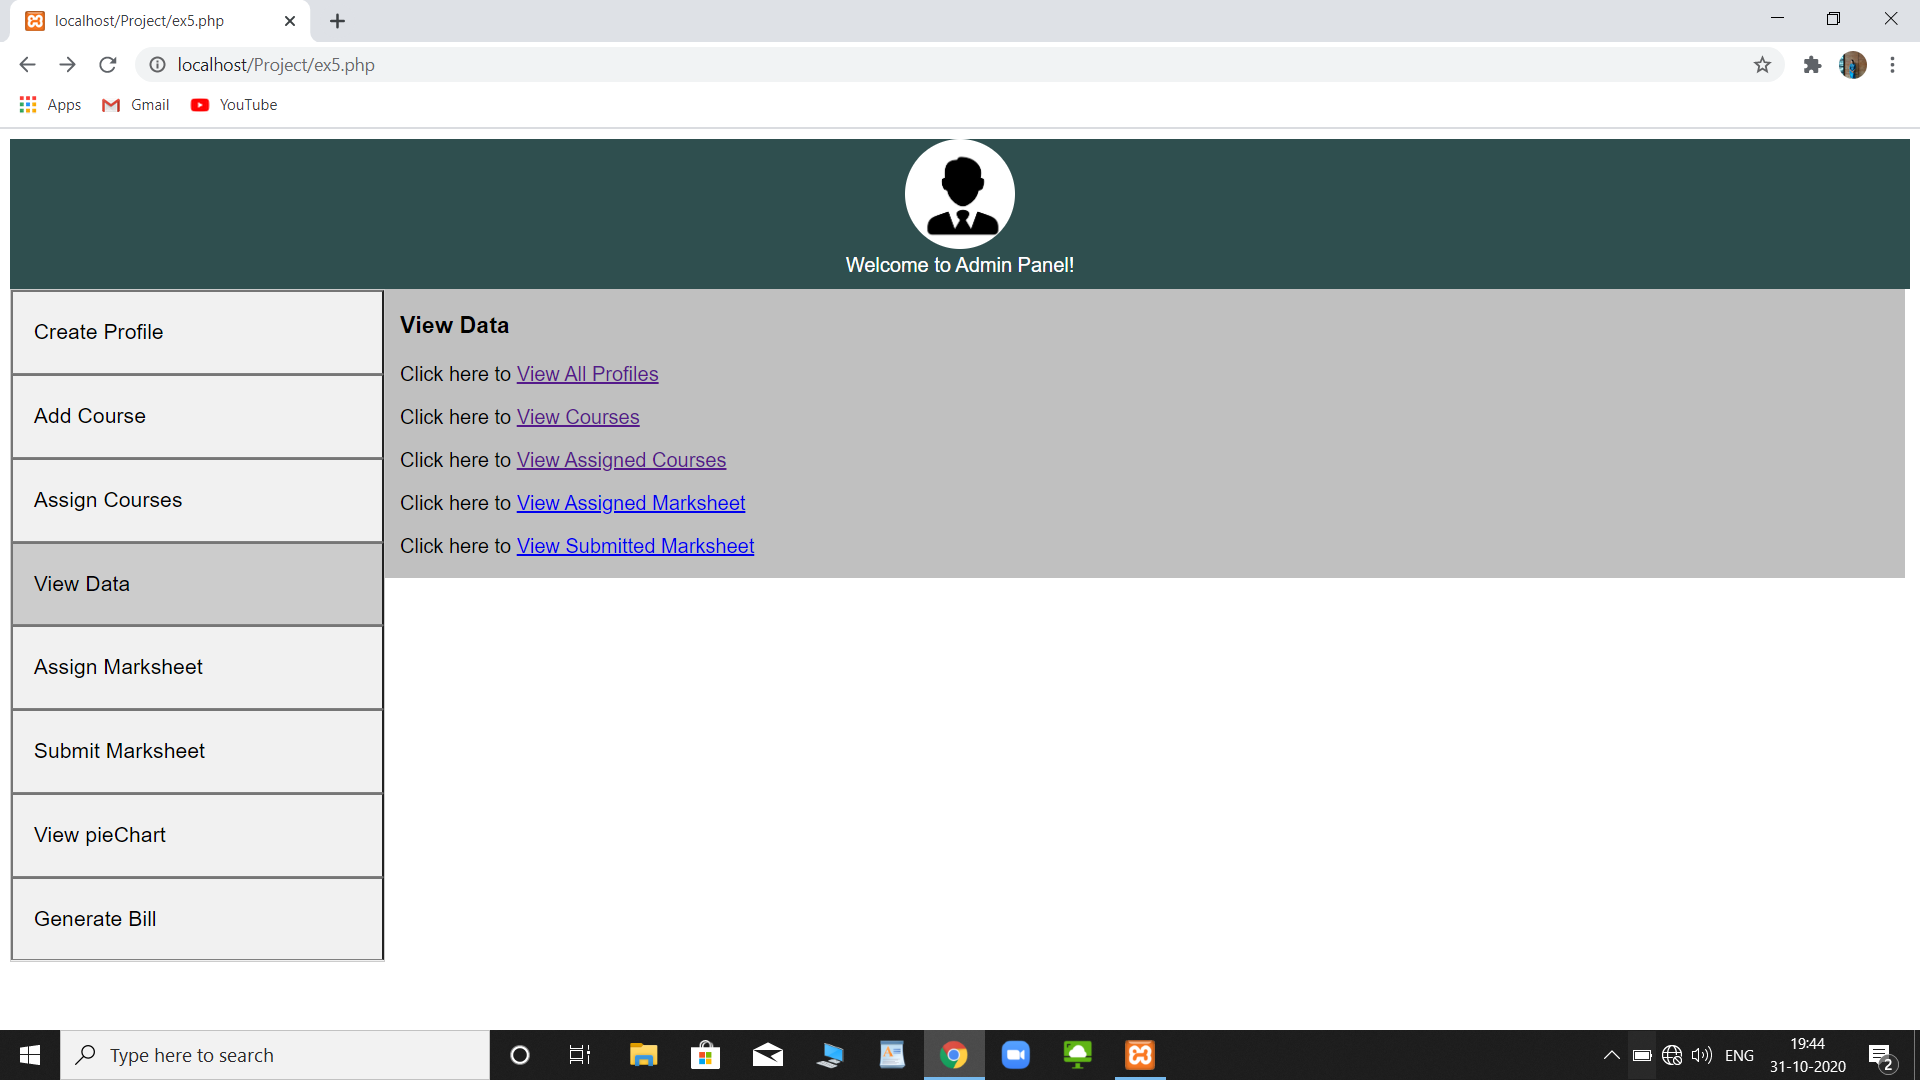 localhost/Project/ex5.php
localhost/Project/ex5.php
Apps
Gmail
YouTube
Welcome to Admin Panel!
Create Profile
Add Course
Assign Courses
View Data
Assign Marksheet
Submit Marksheet
View pieChart
Generate Bill
View Data
Click here to View All Profiles
Click here to View Courses
Click here to View Assigned Courses
Click here to View Assigned Marksheet
Click here to View Submitted Marksheet
Type here to search
ENG
19:44
31-10-2020
2